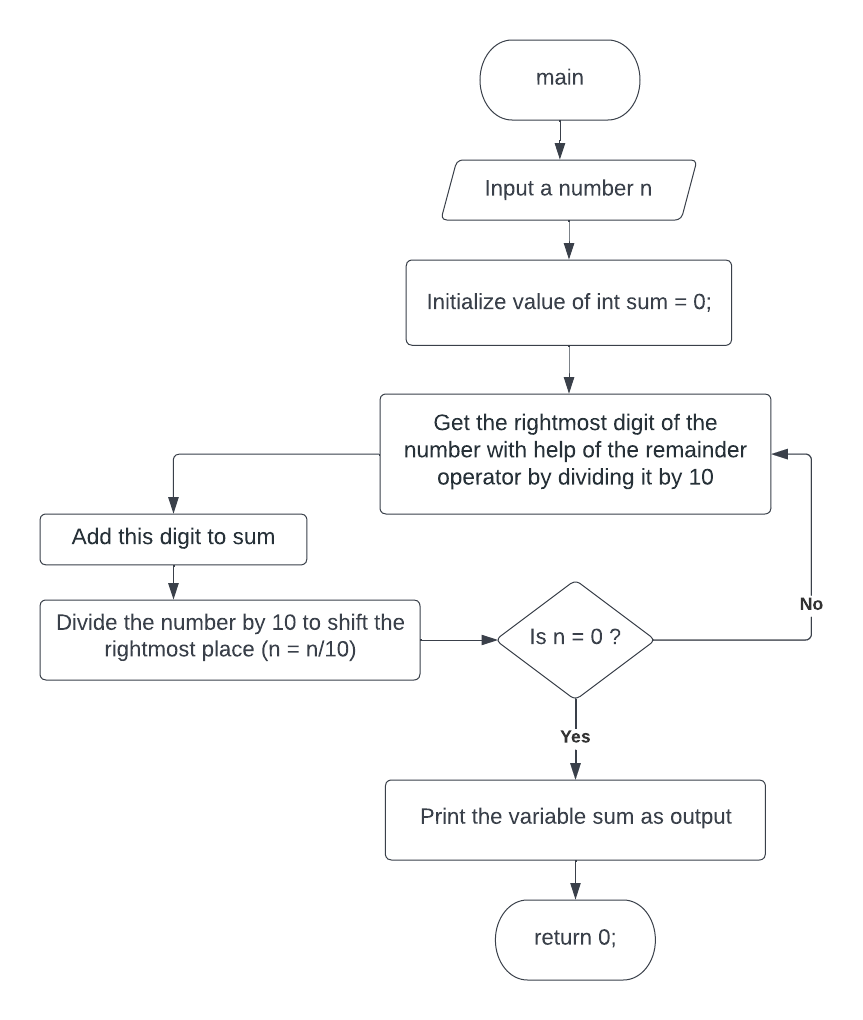 main
Input a number n
Initialize value of int sum = 0;
Get the rightmost digit of the
number with help of the remainder
operator by dividing it by 10
Add this digit to sum
Divide the number by 10 to shift the
rightmost place (n = n/10)
Is n = 0 ?
No
Yes
Print the variable sum as output
return 0;